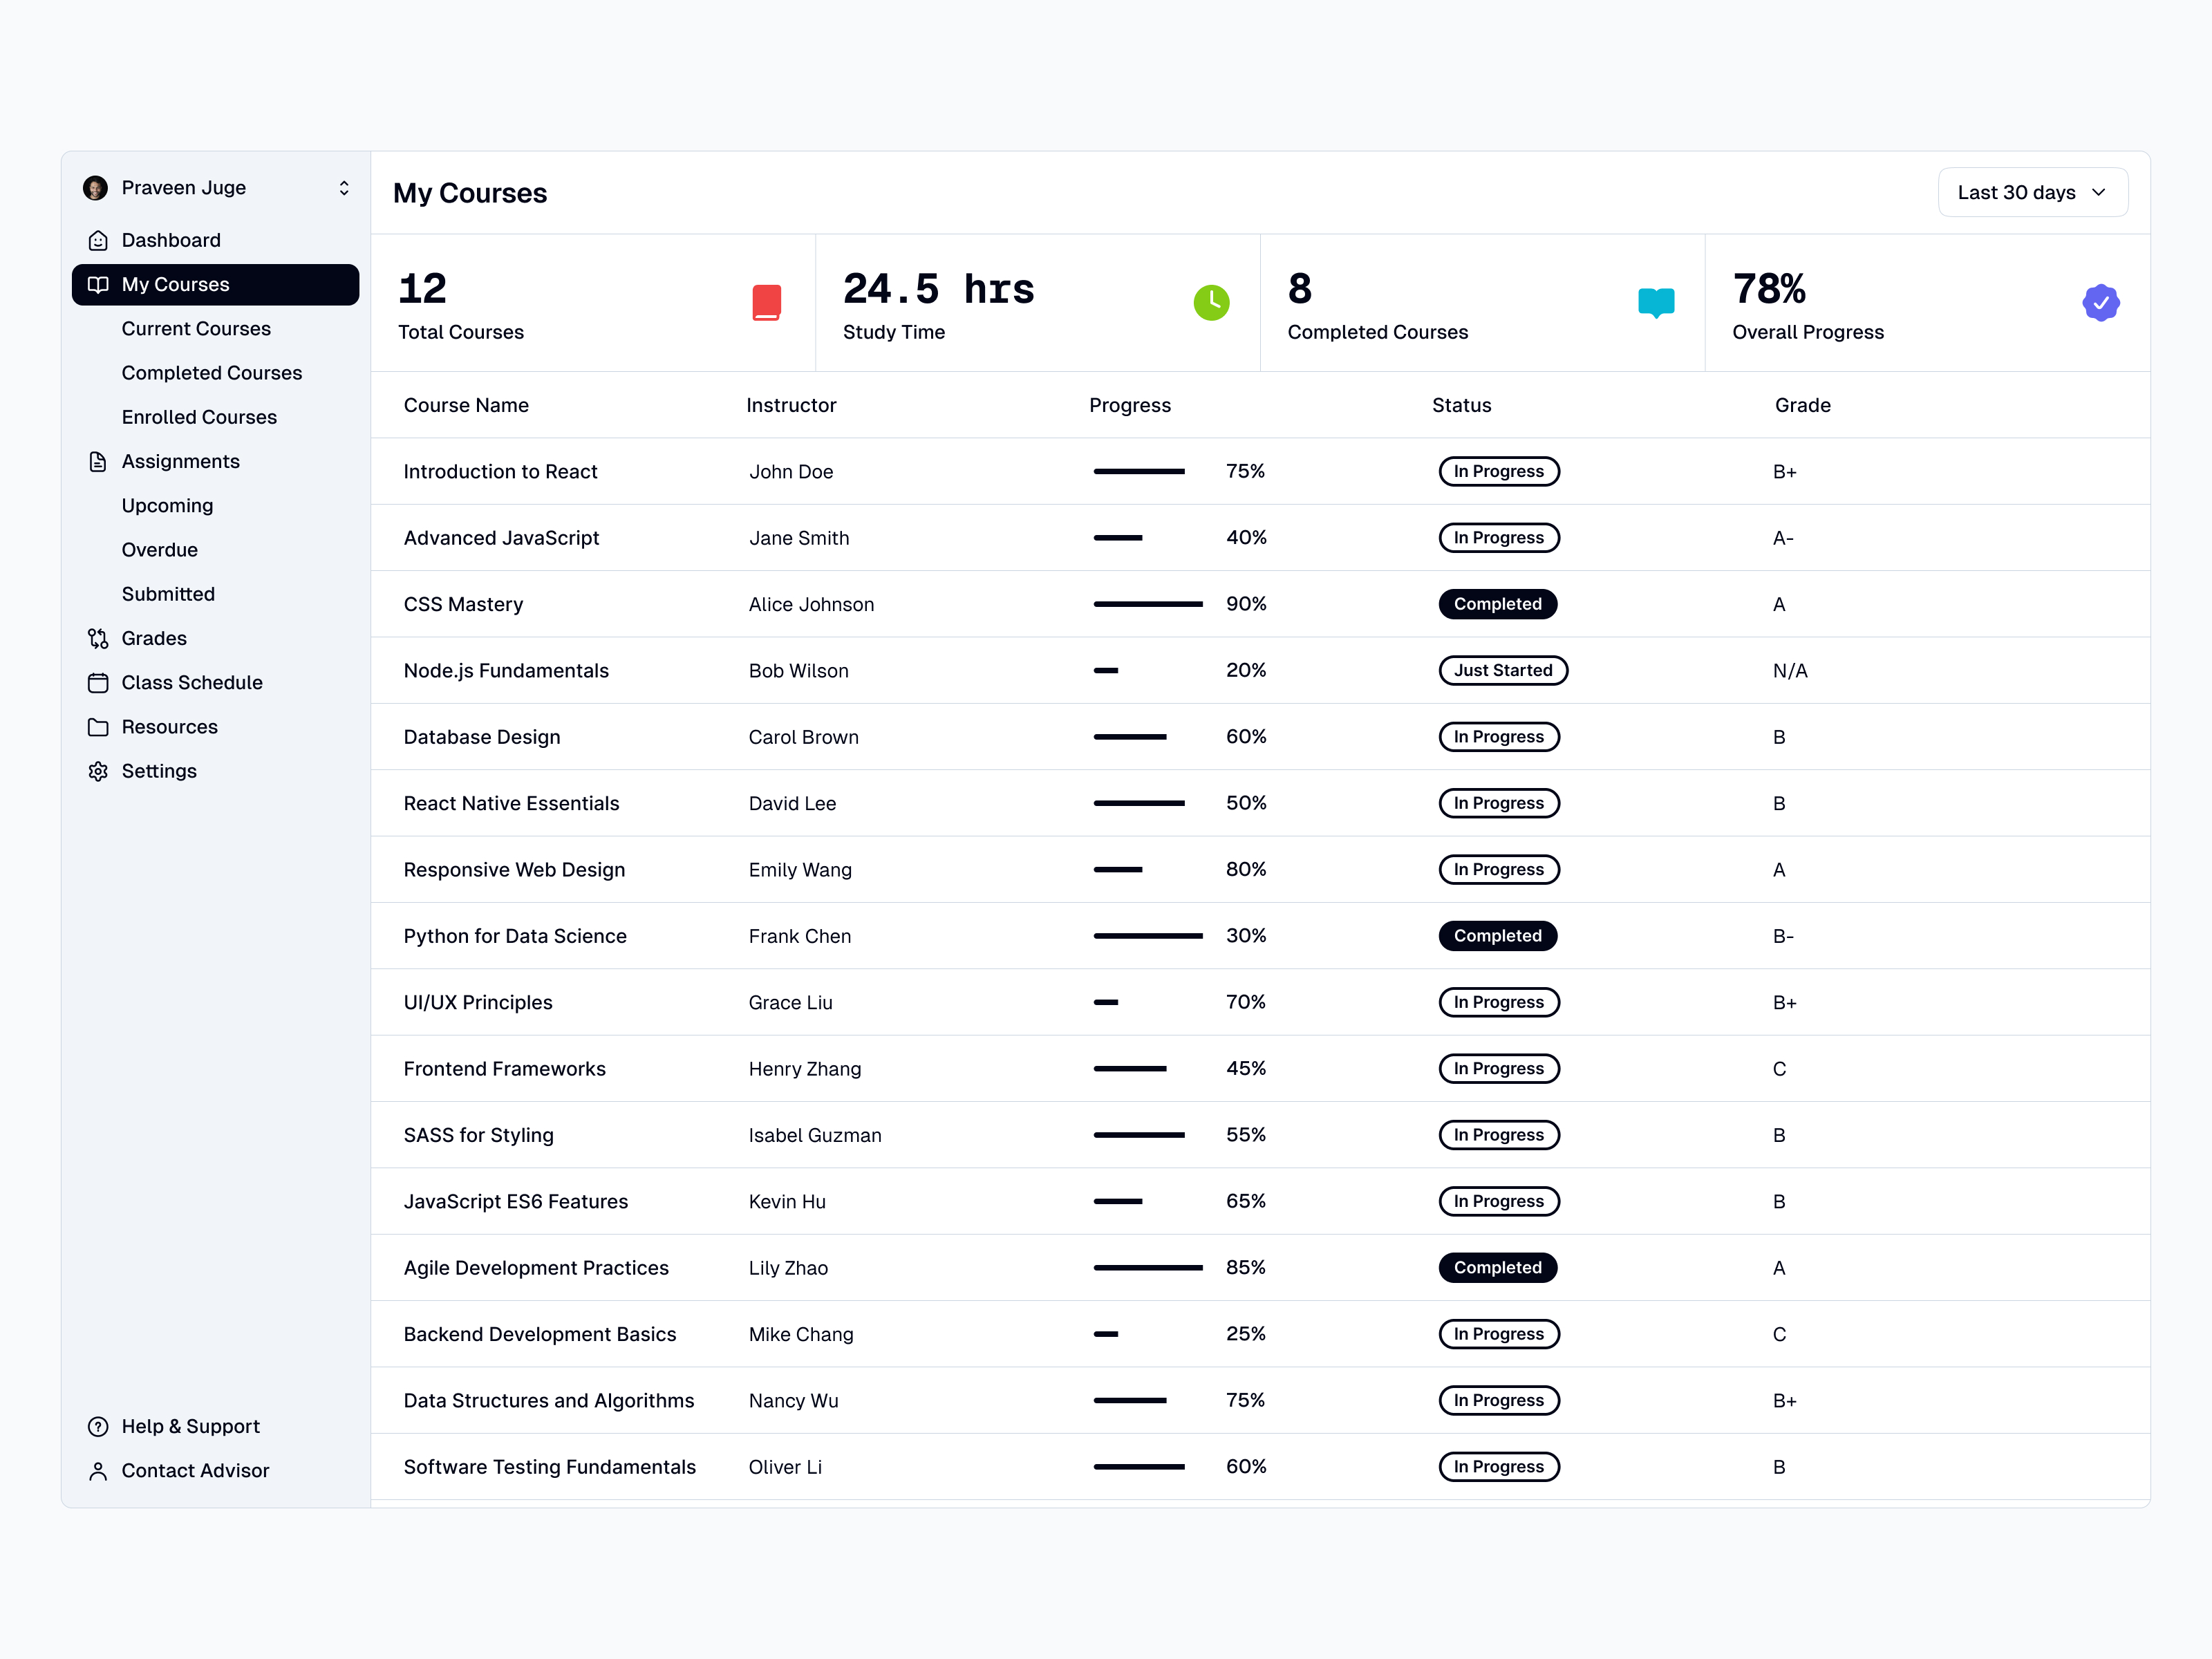 Praveen Juge
Dashboard
My Courses
Current Courses
Completed Courses
Enrolled Courses
Assignments
Upcoming
Overdue
Submitted
Grades
Class Schedule
Resources
Settings
Help & Support
Contact Advisor
My Courses
Last 30 days
12
Total Courses
24.5 hrs
Study Time
8
Completed Courses
78%
Overall Progress
Course Name Instructor Progress Status Grade
Introduction to React John Doe 75% In Progress B+
Advanced JavaScript Jane Smith 40% In Progress A-
CSS Mastery Alice Johnson 90% Completed A
Node.js Fundamentals Bob Wilson 20% Just Started N/A
Database Design Carol Brown 60% In Progress B
React Native Essentials David Lee 50% In Progress B
Responsive Web Design Emily Wang 80% In Progress A
Python for Data Science Frank Chen 30% Completed B-
UI/UX Principles Grace Liu 70% In Progress B+
Frontend Frameworks Henry Zhang 45% In Progress C
SASS for Styling Isabel Guzman 55% In Progress B
JavaScript ES6 Features Kevin Hu 65% In Progress B
Agile Development Practices Lily Zhao 85% Completed A
Backend Development Basics Mike Chang 25% In Progress C
Data Structures and Algorithms Nancy Wu 75% In Progress B+
Software Testing Fundamentals Oliver Li 60% In Progress B